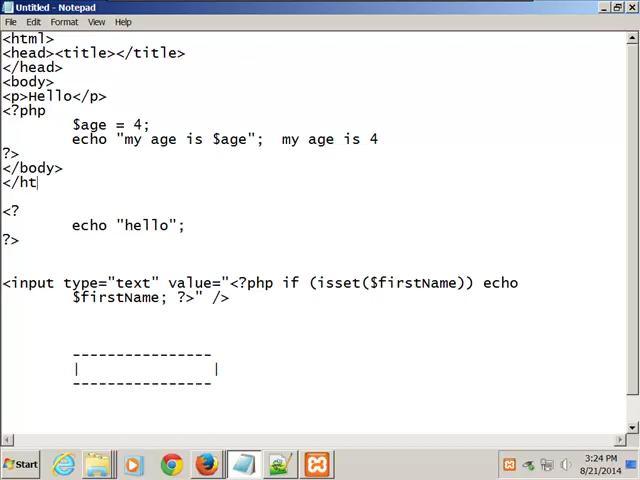 Untitled - Notepad
File Edit Format View Help
<html>
<head><title></title>
</head>
<body>
<p>Hello</p>
<?php
$age = 4;
echo "my age is $age"; my age is 4
?>
</body>
</ht
<?
echo "hello";
?>
<input type="text" value="<?php if (isset($firstName)) echo
$firstName; ?>" />
----------------
| |
----------------
Start
3:24 PM
8/21/2014